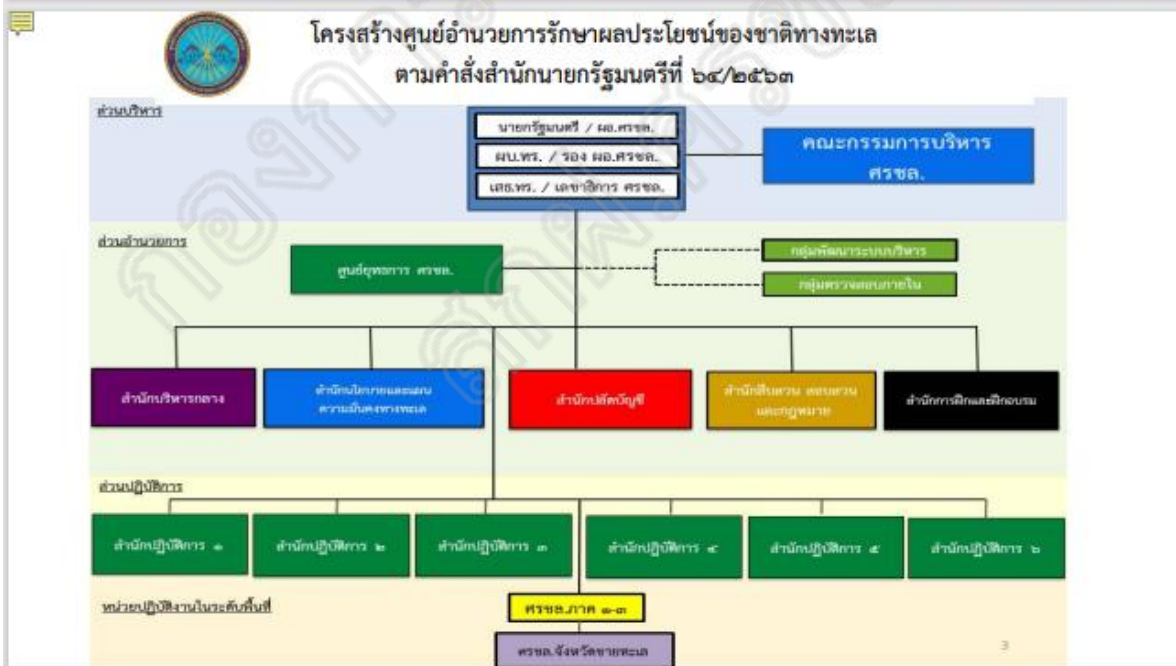 โครงสร้างศูนย์อำนวยการรักษาผลประโยชน์ของชาติทางทะเล
ตามคำสั่งสำนักนายกรัฐมนตรีที่ ๖๔/๒๕๖๓
ส่วนบริหาร
นายกรัฐมนตรี / ผอ.ศรชล.
ผบ.ทร. / รอง ผอ.ศรชล.
เสธ.ทร. / เลขาธิการ ศรชล.
คณะกรรมการบริหาร
ศรชล.
ส่วนอำนวยการ
ศูนย์ยุทธการ ศรชล.
กลุ่มพัฒนาระบบบริหาร
กลุ่มตรวจสอบภายใน
สำนักบริหารกลาง
สำนักนโยบายและแผน
ความมั่นคงทางทะเล
สำนักปลัดบัญชี
สำนักสืบสวน สอบสวน
และกฎหมาย
สำนักการฝึกและฝึกอบรม
ส่วนปฏิบัติการ
สำนักปฏิบัติการ ๑
สำนักปฏิบัติการ ๒
สำนักปฏิบัติการ ๓
สำนักปฏิบัติการ ๔
สำนักปฏิบัติการ ๕
สำนักปฏิบัติการ ๖
หน่วยปฏิบัติงานในระดับพื้นที่
ศรชล.ภาค ๑-๓
ศรชล.จังหวัดชายทะเล
3